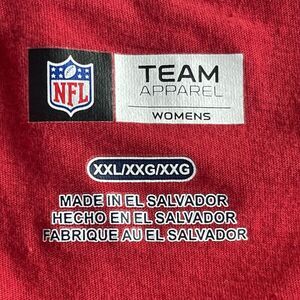 NFL
TEAM
APPAREL
WOMENS
XXL/XXG/XXG
MADE IN EL SALVADOR
HECHO EN EL SALVADOR
FABRIQUE AU EL SALVADOR